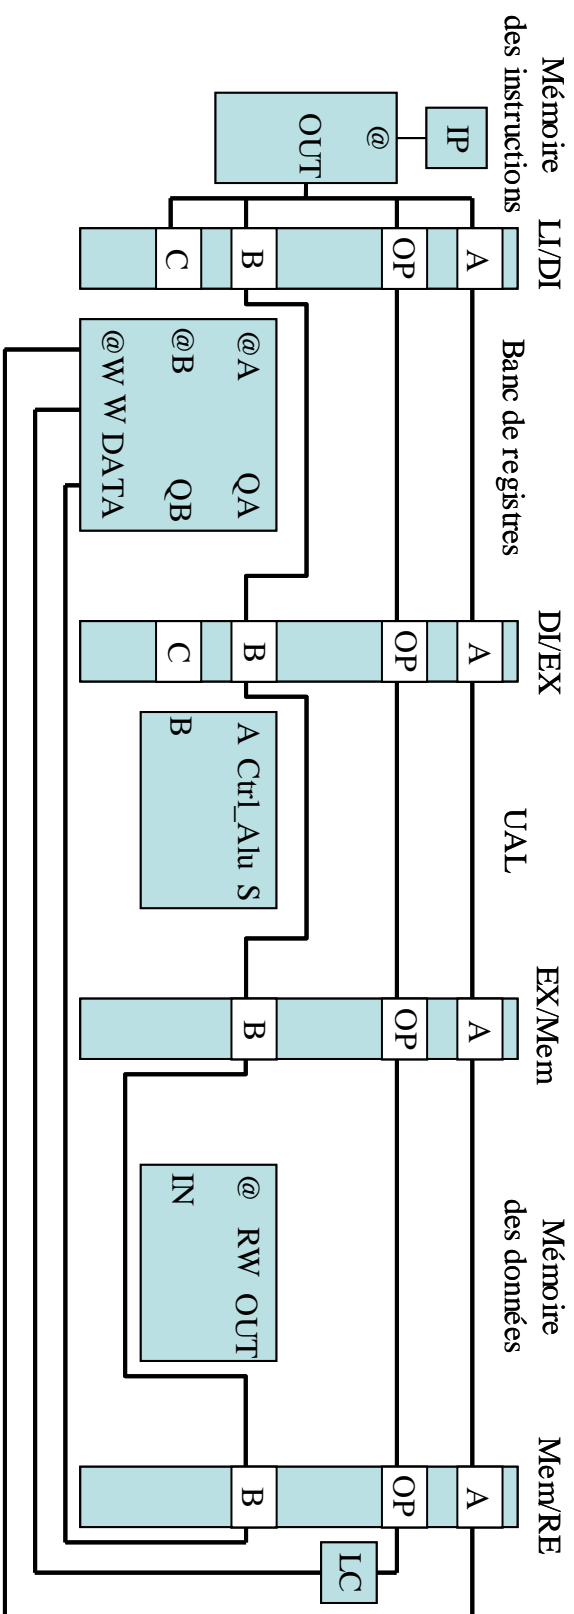 Mémoire
des instructions
LI/DI
Banc de registres
DI/EX
UAL
EX/Mem
Mémoire
des données
Mem/RE
IP
@
OUT
A
OP
B
C
@A QA
@B QB
@W W DATA
A
OP
B
C
A Ctrl_Alu S
B
A
OP
B
@ RW OUT
IN
A
OP
B
LC